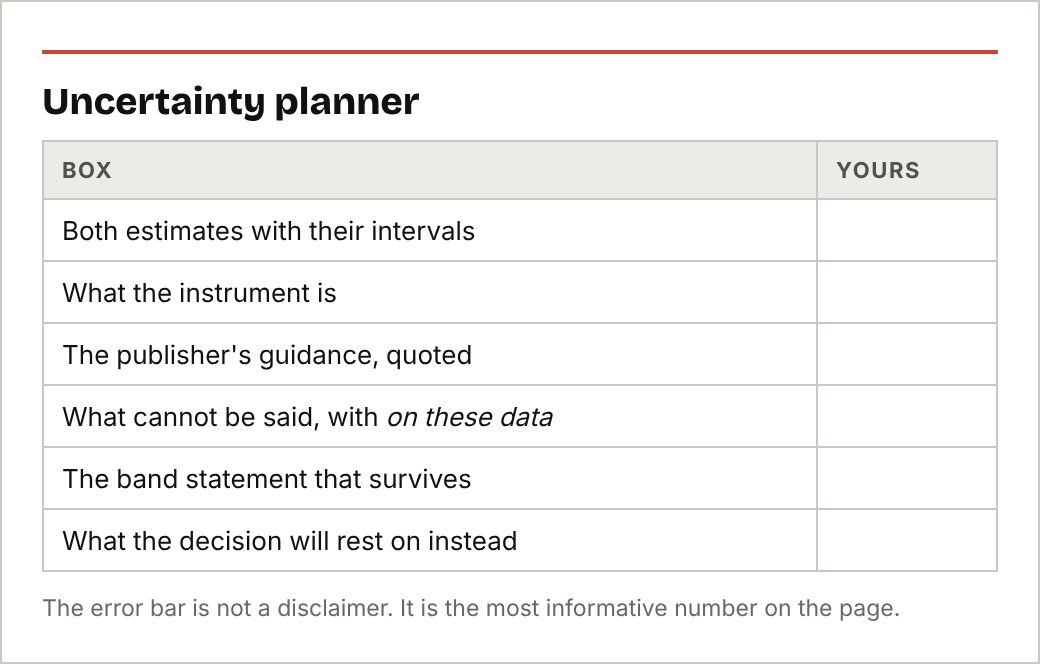 Uncertainty planner
BOX YOURS
Both estimates with their intervals
What the instrument is
The publisher's guidance, quoted
What cannot be said, with on these data
The band statement that survives
What the decision will rest on instead
The error bar is not a disclaimer. It is the most informative number on the page.